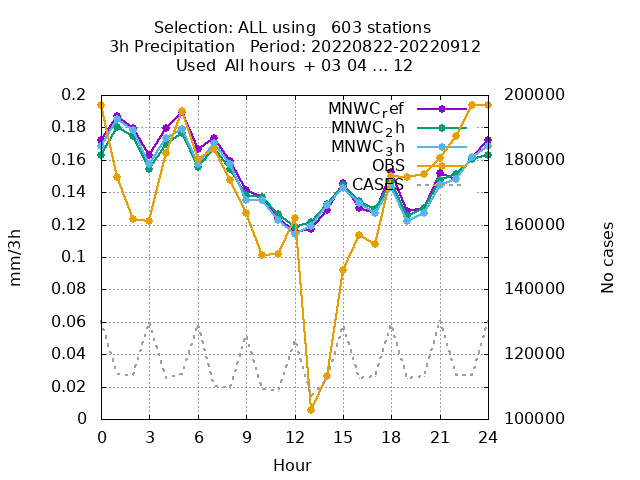 Selection: ALL using 603 stations
3h Precipitation Period: 20220822-20220912
Used All hours + 03 04 ... 12
MNWC_ref
MNWC_2h
MNWC_3h
OBS
CASES
0.2
0.18
0.16
0.14
0.12
0.1
0.08
0.06
0.04
0.02
0
mm/3h
200000
180000
160000
140000
120000
100000
No cases
0 3 6 9 12 15 18 21 24
Hour